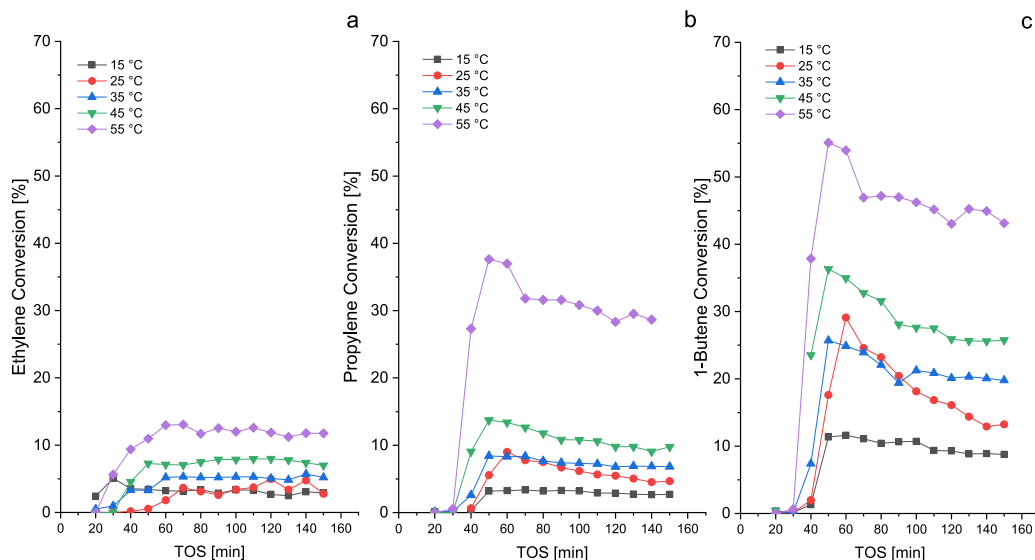 a
Ethylene Conversion [%]
70
60
50
40
30
20
10
0
15 °C
25 °C
35 °C
45 °C
55 °C
0 20 40 60 80 100 120 140 160
TOS [min]
b
Propylene Conversion [%]
70
60
50
40
30
20
10
0
15 °C
25 °C
35 °C
45 °C
55 °C
0 20 40 60 80 100 120 140 160
TOS [min]
c
1-Butene Conversion [%]
70
60
50
40
30
20
10
0
15 °C
25 °C
35 °C
45 °C
55 °C
0 20 40 60 80 100 120 140 160
TOS [min]